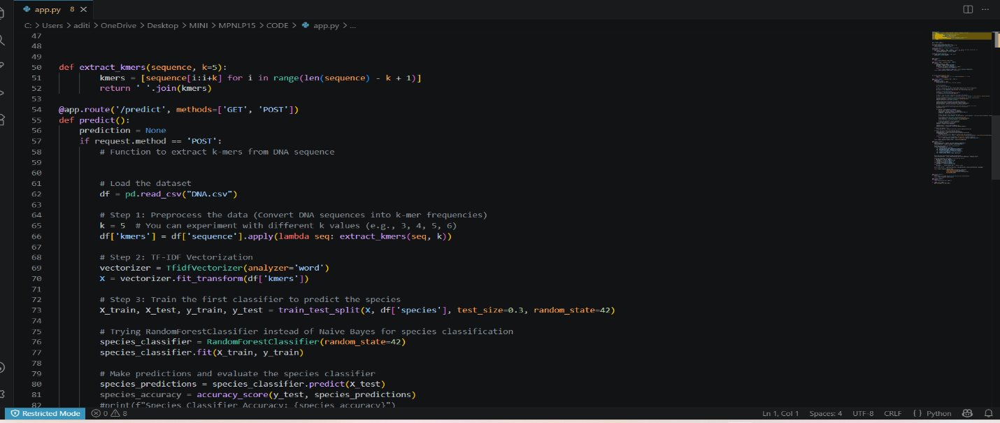 app.py 8 ×
C: > Users > aditi > OneDrive > Desktop > MINI > MPNLP15 > CODE > app.py > ...
47
48
49
50 def extract_kmers(sequence, k=5):
51 kmers = [sequence[i:i+k] for i in range(len(sequence) - k + 1)]
52 return ' '.join(kmers)
53
54 @app.route('/predict', methods=['GET', 'POST'])
55 def predict():
56 prediction = None
57 if request.method == 'POST':
58 # Function to extract k-mers from DNA sequence
59
60
61 # Load the dataset
62 df = pd.read_csv("DNA.csv")
63
64 # Step 1: Preprocess the data (Convert DNA sequences into k-mer frequencies)
65 k = 5 # You can experiment with different k values (e.g., 3, 4, 5, 6)
66 df['kmers'] = df['sequence'].apply(lambda seq: extract_kmers(seq, k))
67
68 # Step 2: TF-IDF Vectorization
69 vectorizer = TfidfVectorizer(analyzer='word')
70 X = vectorizer.fit_transform(df['kmers'])
71
72 # Step 3: Train the first classifier to predict the species
73 X_train, X_test, y_train, y_test = train_test_split(X, df['species'], test_size=0.3, random_state=42)
74
75 # Trying RandomForestClassifier instead of Naive Bayes for species classification
76 species_classifier = RandomForestClassifier(random_state=42)
77 species_classifier.fit(X_train, y_train)
78
79 # Make predictions and evaluate the species classifier
80 species_predictions = species_classifier.predict(X_test)
81 species_accuracy = accuracy_score(y_test, species_predictions)
82 #print(f"Species Classifier Accuracy: {species_accuracy}")
Restricted Mode 0 8 Ln 1, Col 1 Spaces: 4 UTF-8 CRLF { } Python